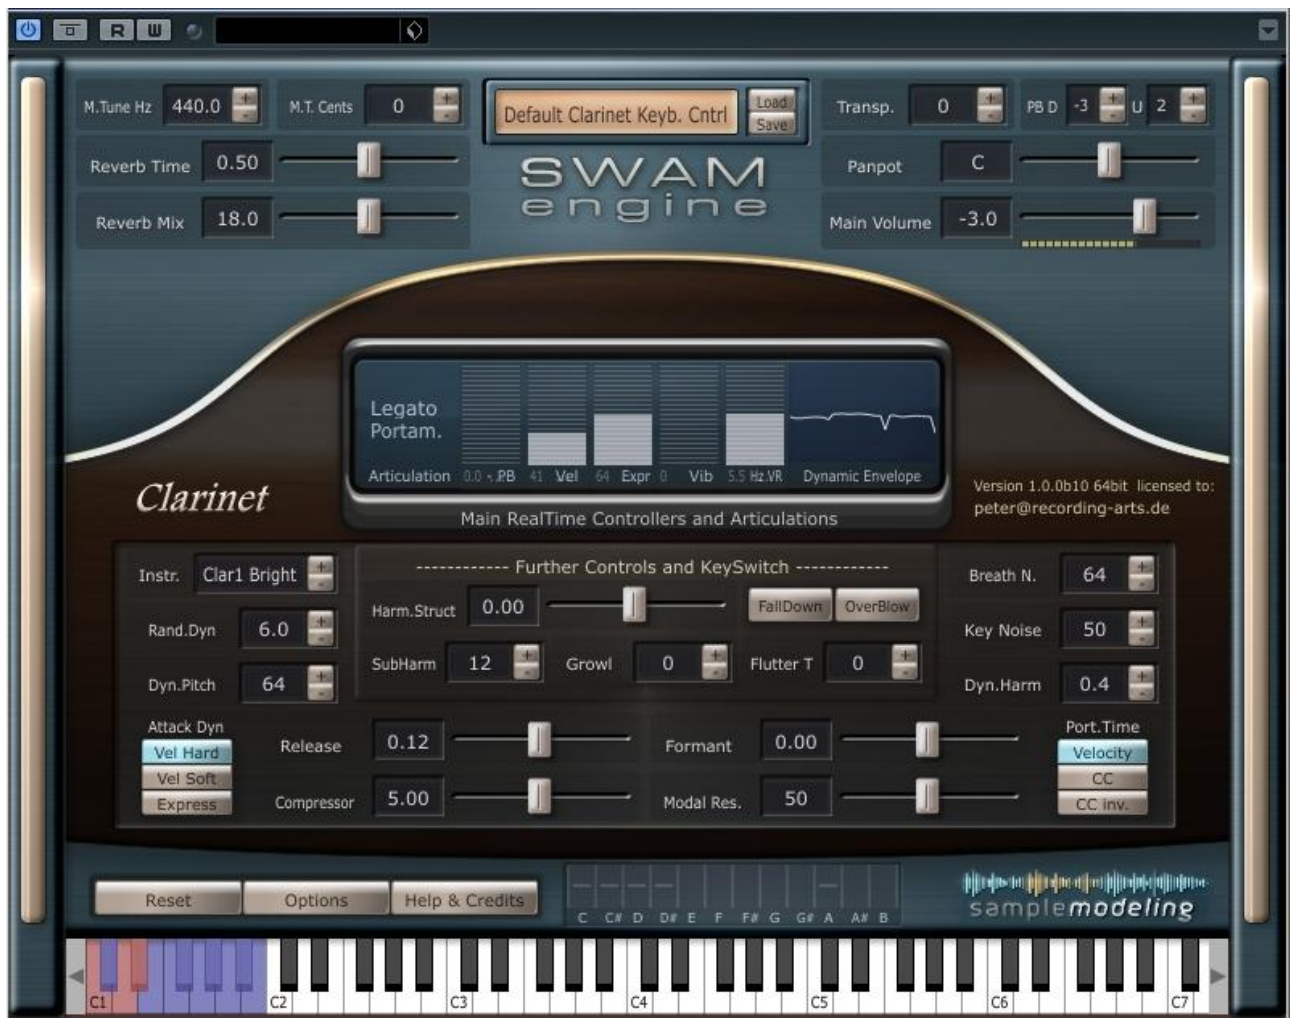 R W
M.Tune Hz 440.0 + - M.T. Cents 0 + -
Default Clarinet Keyb. Cntrl Load
Save
Transp. 0 + - PB D -3 + - U 2 + -
Reverb Time 0.50
SWAM
engine
Panpot C
Reverb Mix 18.0
Main Volume -3.0
Legato
Portam.
Articulation 0.0 PB 41 Vel 64 Expr 0 Vib 5.5 Hz.VR Dynamic Envelope
Main RealTime Controllers and Articulations
Clarinet
Version 1.0.0b10 64bit licensed to:
peter@recording-arts.de
Instr. Clar1 Bright + -
------------ Further Controls and KeySwitch ------------
Breath N. 64 + -
Rand.Dyn 6.0 + -
Harm.Struct 0.00 FallDown OverBlow
Key Noise 50 + -
Dyn.Pitch 64 + -
SubHarm 12 + - Growl 0 + - Flutter T 0 + -
Dyn.Harm 0.4 + -
Attack Dyn
Vel Hard
Vel Soft
Express
Release 0.12
Formant 0.00
Compressor 5.00
Modal Res. 50
Port.Time
Velocity
CC
CC inv.
Reset Options Help & Credits
C C# D D# E F F# G G# A A# B
samplemodeling
C1 C2 C3 C4 C5 C6 C7